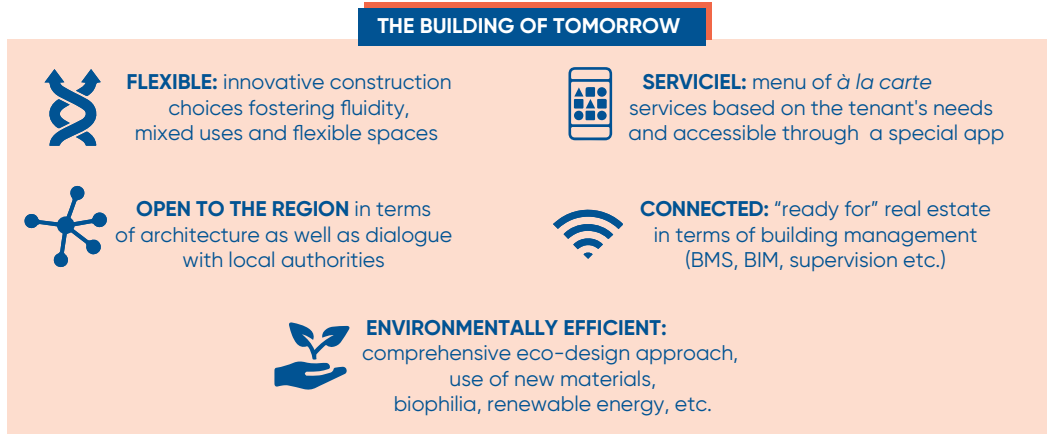 THE BUILDING OF TOMORROW
FLEXIBLE: innovative construction
choices fostering fluidity,
mixed uses and flexible spaces
SERVICIEL: menu of à la carte
services based on the tenant's needs
and accessible through a special app
OPEN TO THE REGION in terms
of architecture as well as dialogue
with local authorities
CONNECTED: “ready for” real estate
in terms of building management
(BMS, BIM, supervision etc.)
ENVIRONMENTALLY EFFICIENT:
comprehensive eco-design approach,
use of new materials,
biophilia, renewable energy, etc.